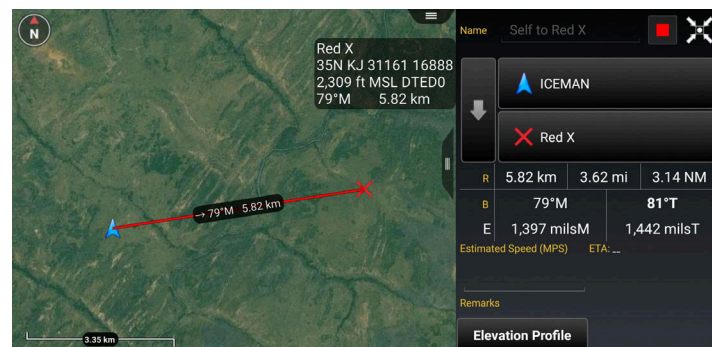 N
Red X
35N KJ 31161 16888
2,309 ft MSL DTED0
79°M 5.82 km
→ 79°M 5.82 km
3.35 km
Name Self to Red X
ICEMAN
Red X
R 5.82 km 3.62 mi 3.14 NM
B 79°M 81°T
E 1,397 milsM 1,442 milsT
Estimated Speed (MPS) ETA: __
Remarks
Elevation Profile